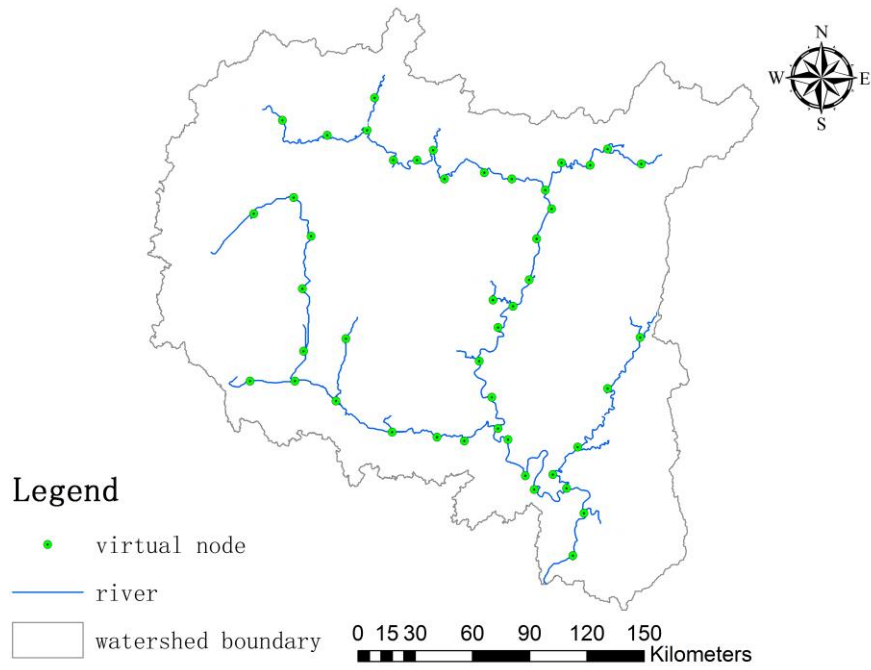 N
W E
S
Legend
virtual node
river
watershed boundary
0 15 30 60 90 120 150
Kilometers